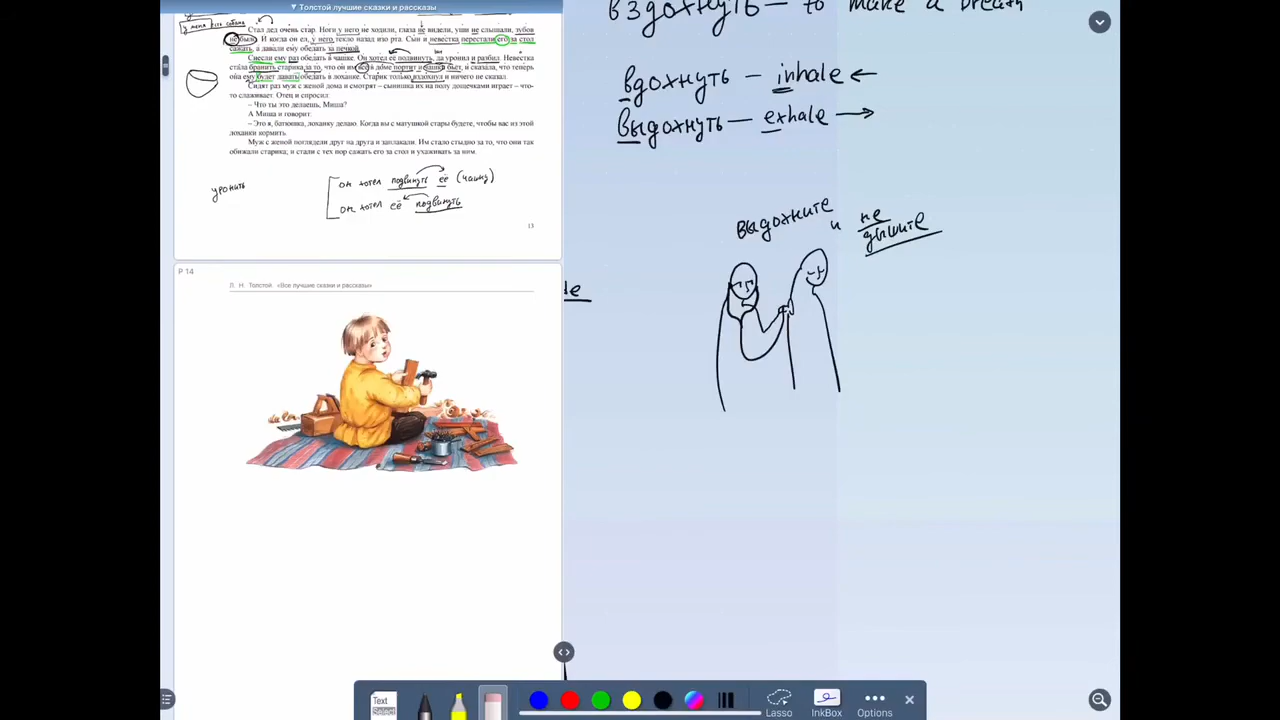 Толстой лучшие сказки и рассказы
у меня есть собака
Стал дед очень стар. Ноги у него не ходили, глаза не видели, уши не слышали, зубов
не было. И когда он ел, у него текло назад изо рта. Сын и невестка перестали его за стол
сажать, а давали ему обедать за печкой.
Снесли ему раз обедать в чашке. Он хотел её подвинуть, да уронил и разбил. Невестка
стала бранить старика за то, что он им всё в доме портит и чашки бьёт, и сказала, что теперь
она ему будет давать обедать в лоханке. Старик только вздохнул и ничего не сказал.
Сидят раз муж с женой дома и смотрят – сынишка их на полу дощечками играет – что-
то слаживает. Отец и спросил:
– Что ты это делаешь, Миша?
А Миша и говорит:
– Это я, батюшка, лоханку делаю. Когда вы с матушкой стары будете, чтобы вас из этой
лоханки кормить.
Муж с женой поглядели друг на друга и заплакали. Им стало стыдно за то, что они так
обижали старика; и стали с тех пор сажать его за стол и ухаживать за ним.
уронить
он хотел подвинуть её (чашку)
он хотел её подвинуть
13
P 14
Л. Н. Толстой. «Все лучшие сказки и рассказы»
вздохнуть — to make a breath
вдохнуть — inhale
выдохнуть — exhale
выдохните
и не
дышите
de
Text
Lasso
InkBox
Options